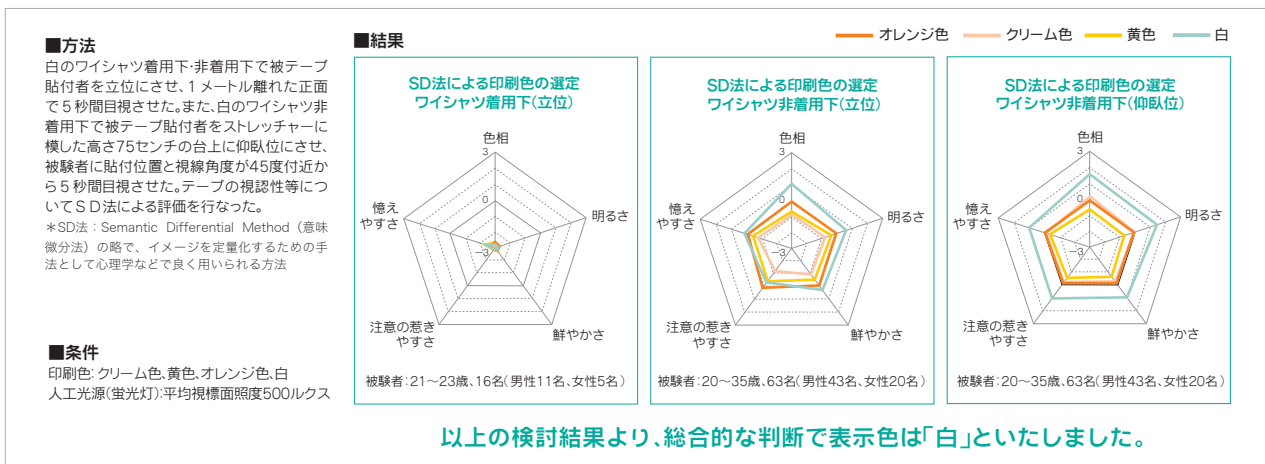 ■方法
白のワイシャツ着用下・非着用下で被テープ
貼付者を立位にさせ、1メートル離れた正面
で5秒間目視させた。また、白のワイシャツ非
着用下で被テープ貼付者をストレッチャーに
模した高さ75センチの台上に仰臥位にさせ、
被験者に貼付位置と視線角度が45度付近か
ら5秒間目視させた。テープの視認性等につ
いてSD法による評価を行なった。
*SD法：Semantic Differential Method（意味
微分法）の略で、イメージを定量化するための手
法として心理学などで良く用いられる方法
■条件
印刷色：クリーム色、黄色、オレンジ色、白
人工光源（蛍光灯）：平均視標面照度500ルクス
■結果
オレンジ色 クリーム色 黄色 白
SD法による印刷色の選定
ワイシャツ着用下（立位）
色相
3
0
-3
明るさ
鮮やかさ
注意の惹き
やすさ
憶え
やすさ
被験者：21〜23歳、16名（男性11名、女性5名）
SD法による印刷色の選定
ワイシャツ非着用下（立位）
色相
3
0
-3
明るさ
鮮やかさ
注意の惹き
やすさ
憶え
やすさ
被験者：20〜35歳、63名（男性43名、女性20名）
SD法による印刷色の選定
ワイシャツ非着用下（仰臥位）
色相
3
0
-3
明るさ
鮮やかさ
注意の惹き
やすさ
憶え
やすさ
被験者：20〜35歳、63名（男性43名、女性20名）
以上の検討結果より、総合的な判断で表示色は「白」といたしました。